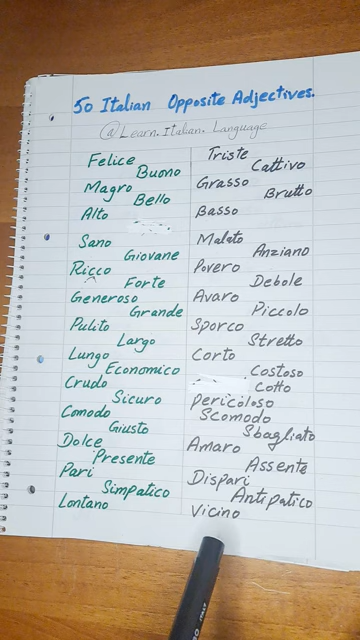 50 Italian Opposite Adjectives.
@Learn.Italian.Language
Felice Triste
Buono Cattivo
Magro Grasso
Bello Brutto
Alto Basso
Sano Malato
Giovane Anziano
Ricco Povero
Forte Debole
Generoso Avaro
Grande Piccolo
Pulito Sporco
Largo Stretto
Lungo Corto
Economico Costoso
Crudo Cotto
Sicuro Pericoloso
Comodo Scomodo
Giusto Sbagliato
Dolce Amaro
Presente Assente
Pari Dispari
Simpatico Antipatico
Lontano Vicino